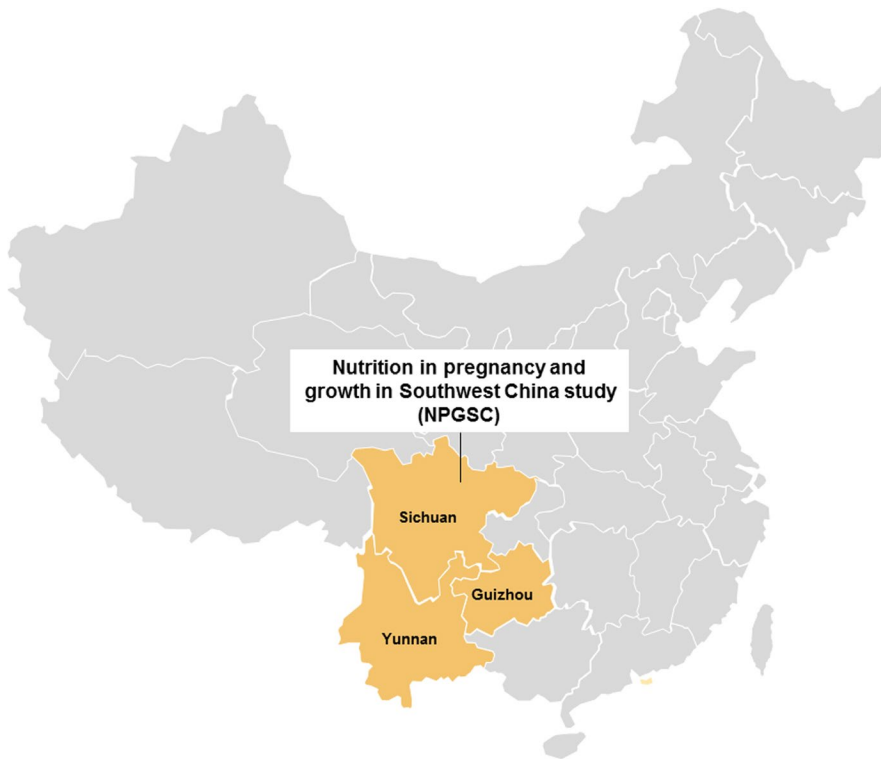 Nutrition in pregnancy and
growth in Southwest China study
(NPGSC)
Sichuan
Guizhou
Yunnan